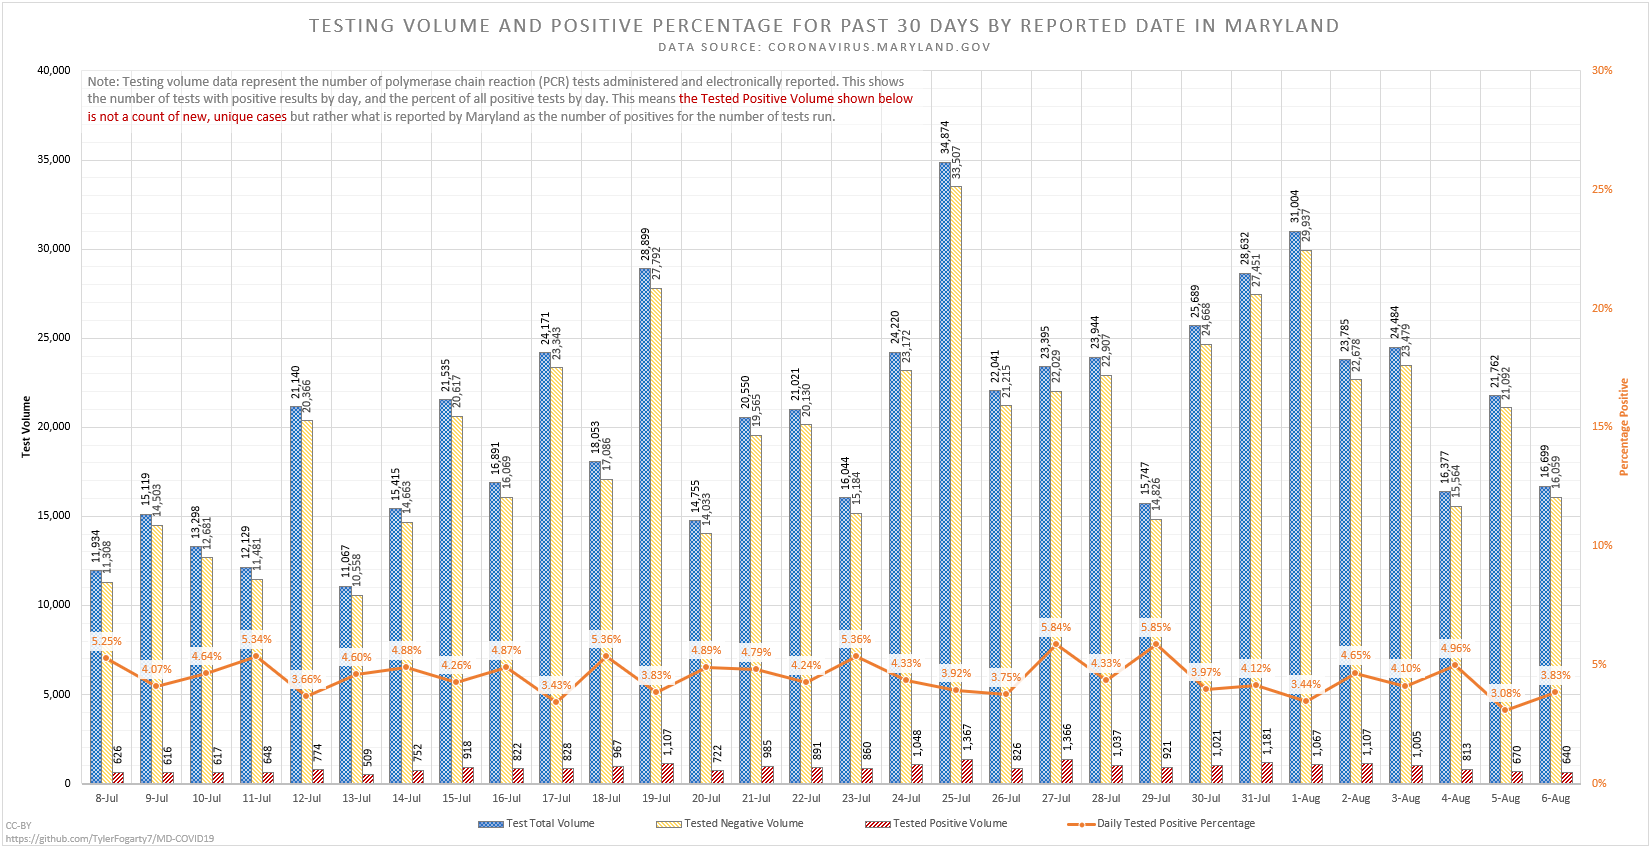 TESTING VOLUME AND POSITIVE PERCENTAGE FOR PAST 30 DAYS BY REPORTED DATE IN MARYLAND
DATA SOURCE: CORONAVIRUS.MARYLAND.GOV
Note: Testing volume data represent the number of polymerase chain reaction (PCR) tests administered and electronically reported. This shows
the number of tests with positive results by day, and the percent of all positive tests by day. This means the Tested Positive Volume shown below
is not a count of new, unique cases but rather what is reported by Maryland as the number of positives for the number of tests run.
Test Volume
40,000
35,000
30,000
25,000
20,000
15,000
10,000
5,000
0
Percentage Positive
30%
25%
20%
15%
10%
5%
0%
11,934 11,308 5.25% 626 8-Jul
15,119 14,503 4.07% 616 9-Jul
13,298 12,681 4.64% 617 10-Jul
12,129 11,481 5.34% 648 11-Jul
21,140 20,366 3.66% 774 12-Jul
11,067 10,558 4.60% 509 13-Jul
15,415 14,663 4.88% 752 14-Jul
21,535 20,617 4.26% 918 15-Jul
16,891 16,069 4.87% 822 16-Jul
24,171 23,343 3.43% 828 17-Jul
18,053 17,086 5.36% 967 18-Jul
28,899 27,792 3.83% 1,107 19-Jul
14,755 14,033 4.89% 722 20-Jul
20,550 19,565 4.79% 985 21-Jul
21,021 20,130 4.24% 891 22-Jul
16,044 15,184 5.36% 860 23-Jul
24,220 23,172 4.33% 1,048 24-Jul
34,874 33,507 3.92% 1,367 25-Jul
22,041 21,215 3.75% 826 26-Jul
23,395 22,029 5.84% 1,366 27-Jul
23,944 22,907 4.33% 1,037 28-Jul
15,747 14,826 5.85% 921 29-Jul
25,689 24,668 3.97% 1,021 30-Jul
28,632 27,451 4.12% 1,181 31-Jul
31,004 29,937 3.44% 1,067 1-Aug
23,785 22,678 4.65% 1,107 2-Aug
24,484 23,479 4.10% 1,005 3-Aug
16,377 15,564 4.96% 813 4-Aug
21,762 21,092 3.08% 670 5-Aug
16,699 16,059 3.83% 640 6-Aug
Test Total Volume
Tested Negative Volume
Tested Positive Volume
Daily Tested Positive Percentage
CC-BY
https://github.com/TylerFogarty7/MD-COVID19